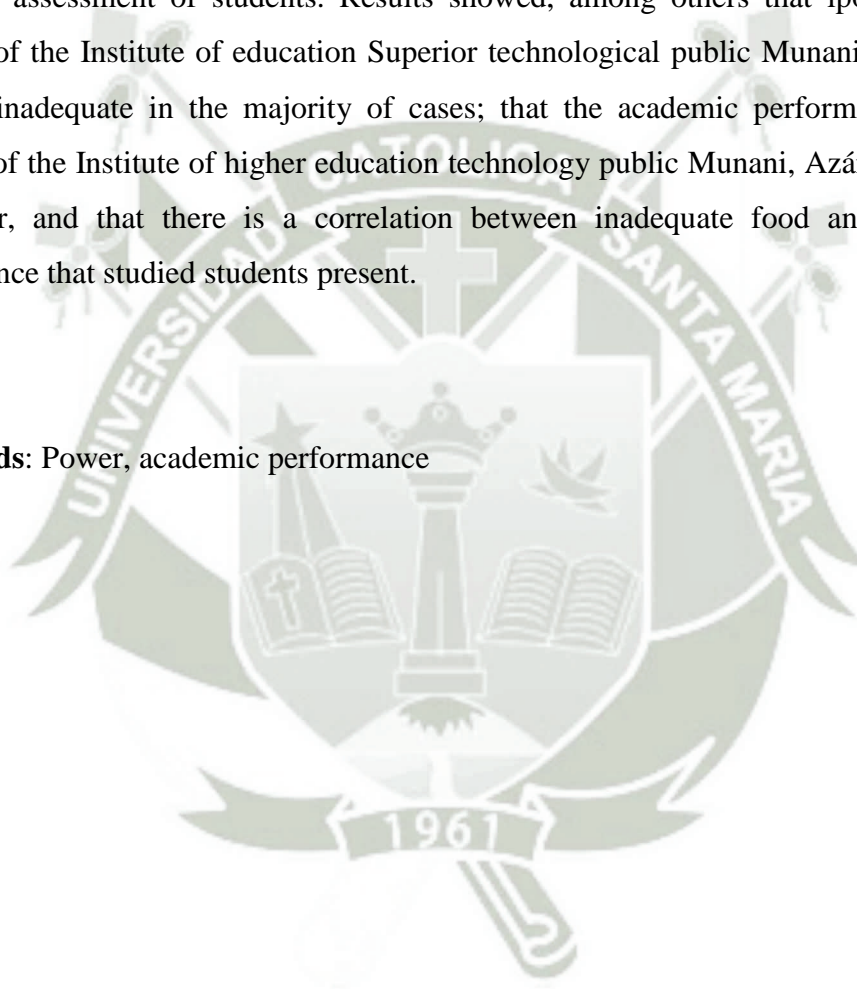 assessment of students. Results showed, among others that ipo
of the Institute of education Superior technological public Munani
inadequate in the majority of cases; that the academic perform
of the Institute of higher education technology public Munani, Azá
r, and that there is a correlation between inadequate food an
nce that studied students present.
ds: Power, academic performance
UNIVERSIDAD CATOLICA SANTA MARIA
1961